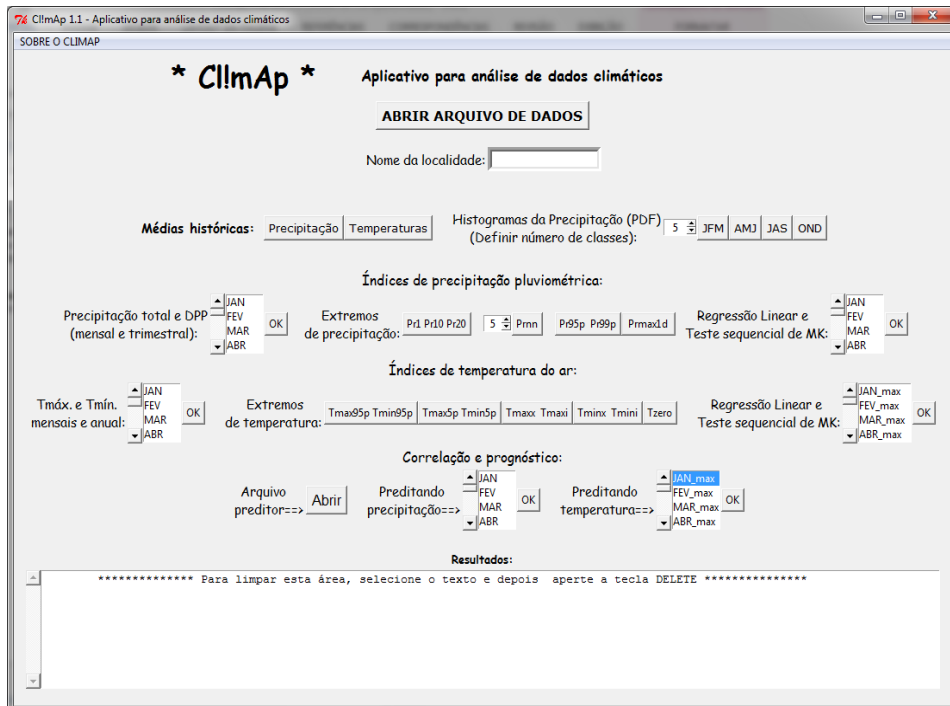 Cl!mAp 1.1 - Aplicativo para análise de dados climáticos
SOBRE O CLIMAP
* Cl!mAp * Aplicativo para análise de dados climáticos
ABRIR ARQUIVO DE DADOS
Nome da localidade:
Médias históricas: Precipitação Temperaturas
Histogramas da Precipitação (PDF)
(Definir número de classes): 5 JFM AMJ JAS OND
Índices de precipitação pluviométrica:
Precipitação total e DPP
(mensal e trimestral):
JAN
FEV
MAR
ABR
OK
Extremos
de precipitação: Pr1 Pr10 Pr20 5 Prnn Pr95p Pr99p Prmax1d
Regressão Linear e
Teste sequencial de MK:
JAN
FEV
MAR
ABR
OK
Índices de temperatura do ar:
Tmáx. e Tmín.
mensais e anual:
JAN
FEV
MAR
ABR
OK
Extremos
de temperatura: Tmax95p Tmin95p Tmax5p Tmin5p Tmaxx Tmaxi Tminx Tmini Tzero
Regressão Linear e
Teste sequencial de MK:
JAN_max
FEV_max
MAR_max
ABR_max
OK
Correlação e prognóstico:
Arquivo
preditor==> Abrir
Preditando
precipitação==>
JAN
FEV
MAR
ABR
OK
Preditando
temperatura==>
JAN_max
FEV_max
MAR_max
ABR_max
OK
Resultados:
************** Para limpar esta área, selecione o texto e depois aperte a tecla DELETE ***************